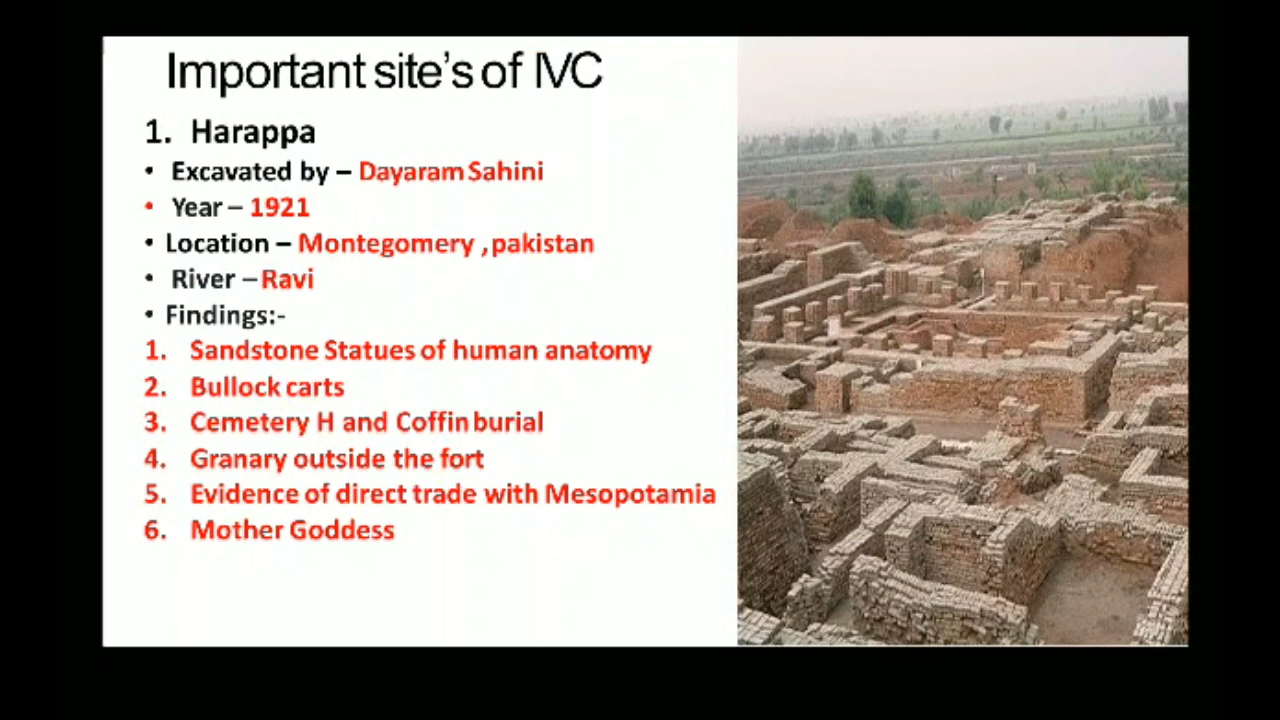 Important site's of IVC
1. Harappa
• Excavated by – Dayaram Sahini
• Year – 1921
• Location – Montegomery ,pakistan
• River – Ravi
• Findings:-
1. Sandstone Statues of human anatomy
2. Bullock carts
3. Cemetery H and Coffin burial
4. Granary outside the fort
5. Evidence of direct trade with Mesopotamia
6. Mother Goddess